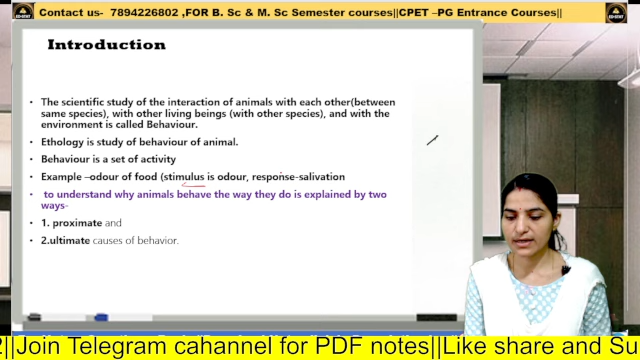 Contact us- 7894226802 ,FOR B. Sc & M. Sc Semester courses||CPET –PG Entrance Courses||
Introduction
• The scientific study of the interaction of animals with each other(between
same species), with other living beings (with other species), and with the
environment is called Behaviour.
• Ethology is study of behaviour of animal.
• Behaviour is a set of activity
• Example –odour of food (stimulus is odour, response-salivation
• to understand why animals behave the way they do is explained by two
ways-
• 1. proximate and
• 2.ultimate causes of behavior.
2||Join Telegram cahannel for PDF notes||Like share and Su